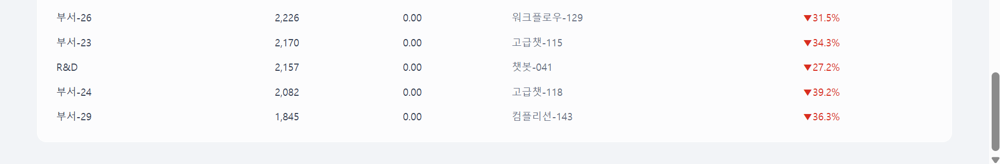 부서-26 2,226 0.00 워크플로우-129 ▼31.5%
부서-23 2,170 0.00 고급챗-115 ▼34.3%
R&D 2,157 0.00 챗봇-041 ▼27.2%
부서-24 2,082 0.00 고급챗-118 ▼39.2%
부서-29 1,845 0.00 컴플리션-143 ▼36.3%